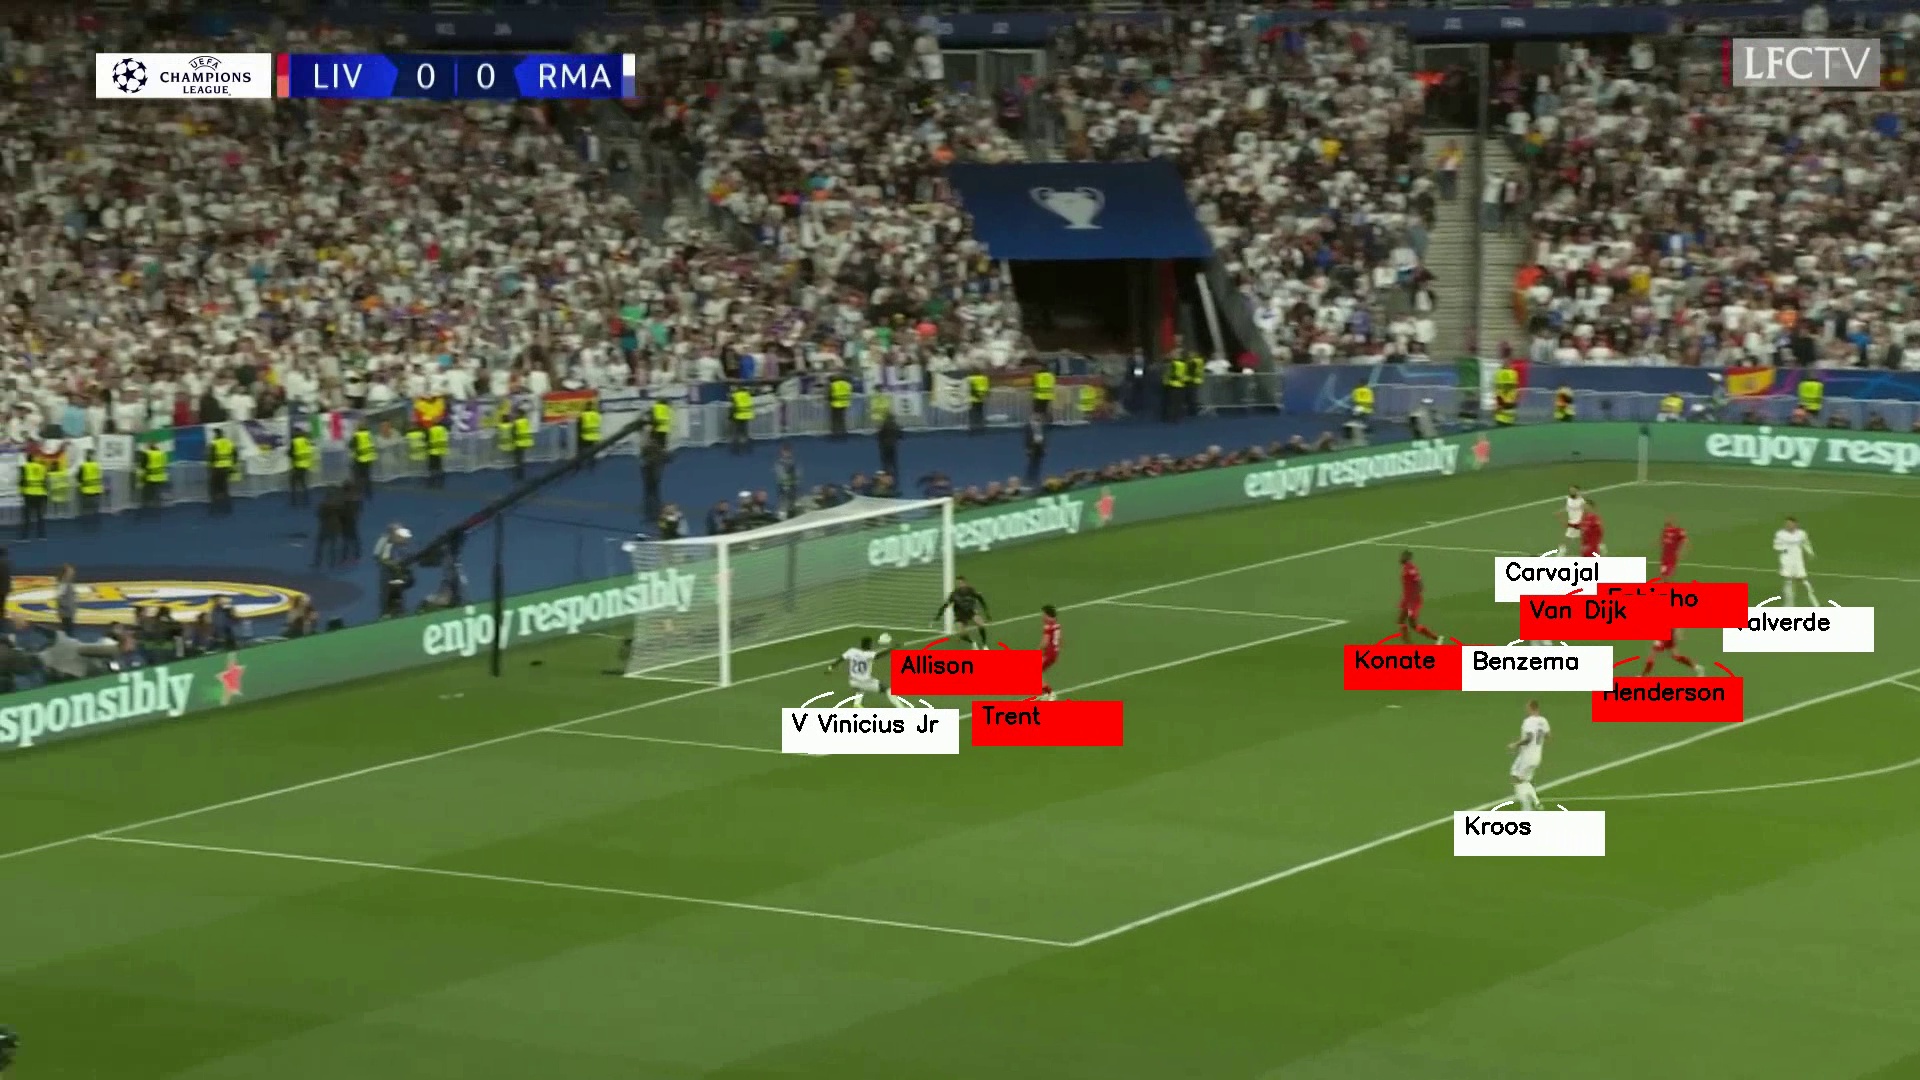 UEFA
CHAMPIONS
LEAGUE
LIV 0 0 RMA
LFCTV
enjoy responsibly
enjoy resp
enjoy responsibly
enjoy responsibly
sponsibly
Carvajal
Van Dijk
alverde
Allison
Konate
Benzema
Henderson
V Vinicius Jr
Trent
20
Kroos